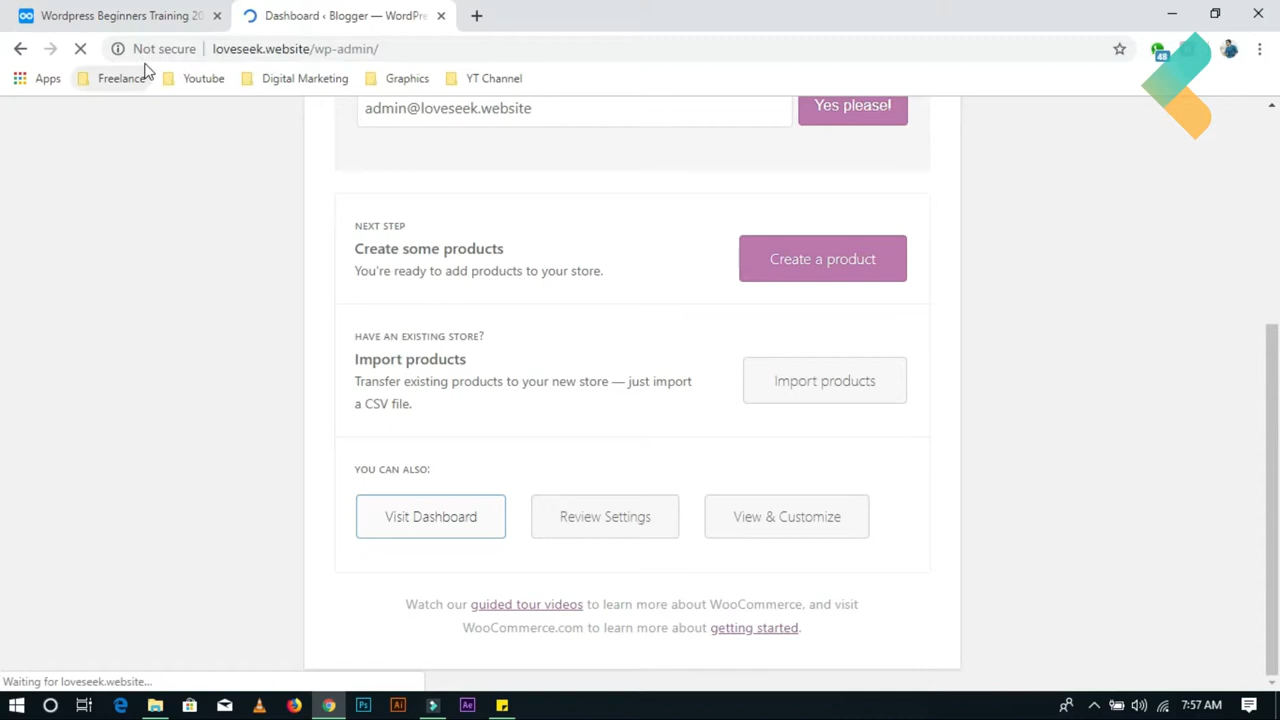 Wordpress Beginners Training 20
Dashboard ‹ Blogger — WordPre
Not secure
loveseek.website/wp-admin/
48
Apps
Freelance
Youtube
Digital Marketing
Graphics
YT Channel
admin@loveseek.website
Yes please!
NEXT STEP
Create some products
You're ready to add products to your store.
Create a product
HAVE AN EXISTING STORE?
Import products
Transfer existing products to your new store — just import
a CSV file.
Import products
YOU CAN ALSO:
Visit Dashboard
Review Settings
View & Customize
Watch our guided tour videos to learn more about WooCommerce, and visit
WooCommerce.com to learn more about getting started.
Waiting for loveseek.website...
Ps
Ai
Ae
7:57 AM